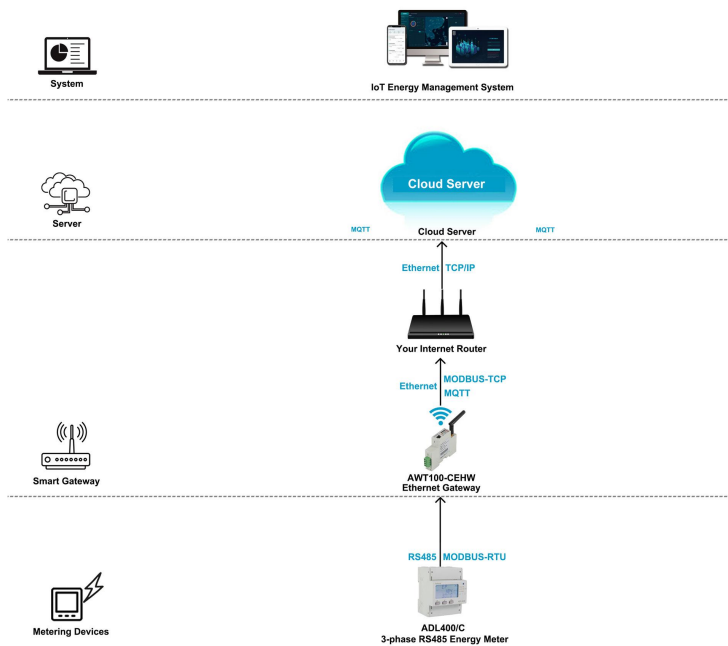 System
IoT Energy Management System
Cloud Server
Server
MQTT
Cloud Server
MQTT
Ethernet TCP/IP
Your Internet Router
Ethernet
MODBUS-TCP
MQTT
Smart Gateway
AWT100-CEHW
Ethernet Gateway
RS485 MODBUS-RTU
Metering Devices
ADL400/C
3-phase RS485 Energy Meter